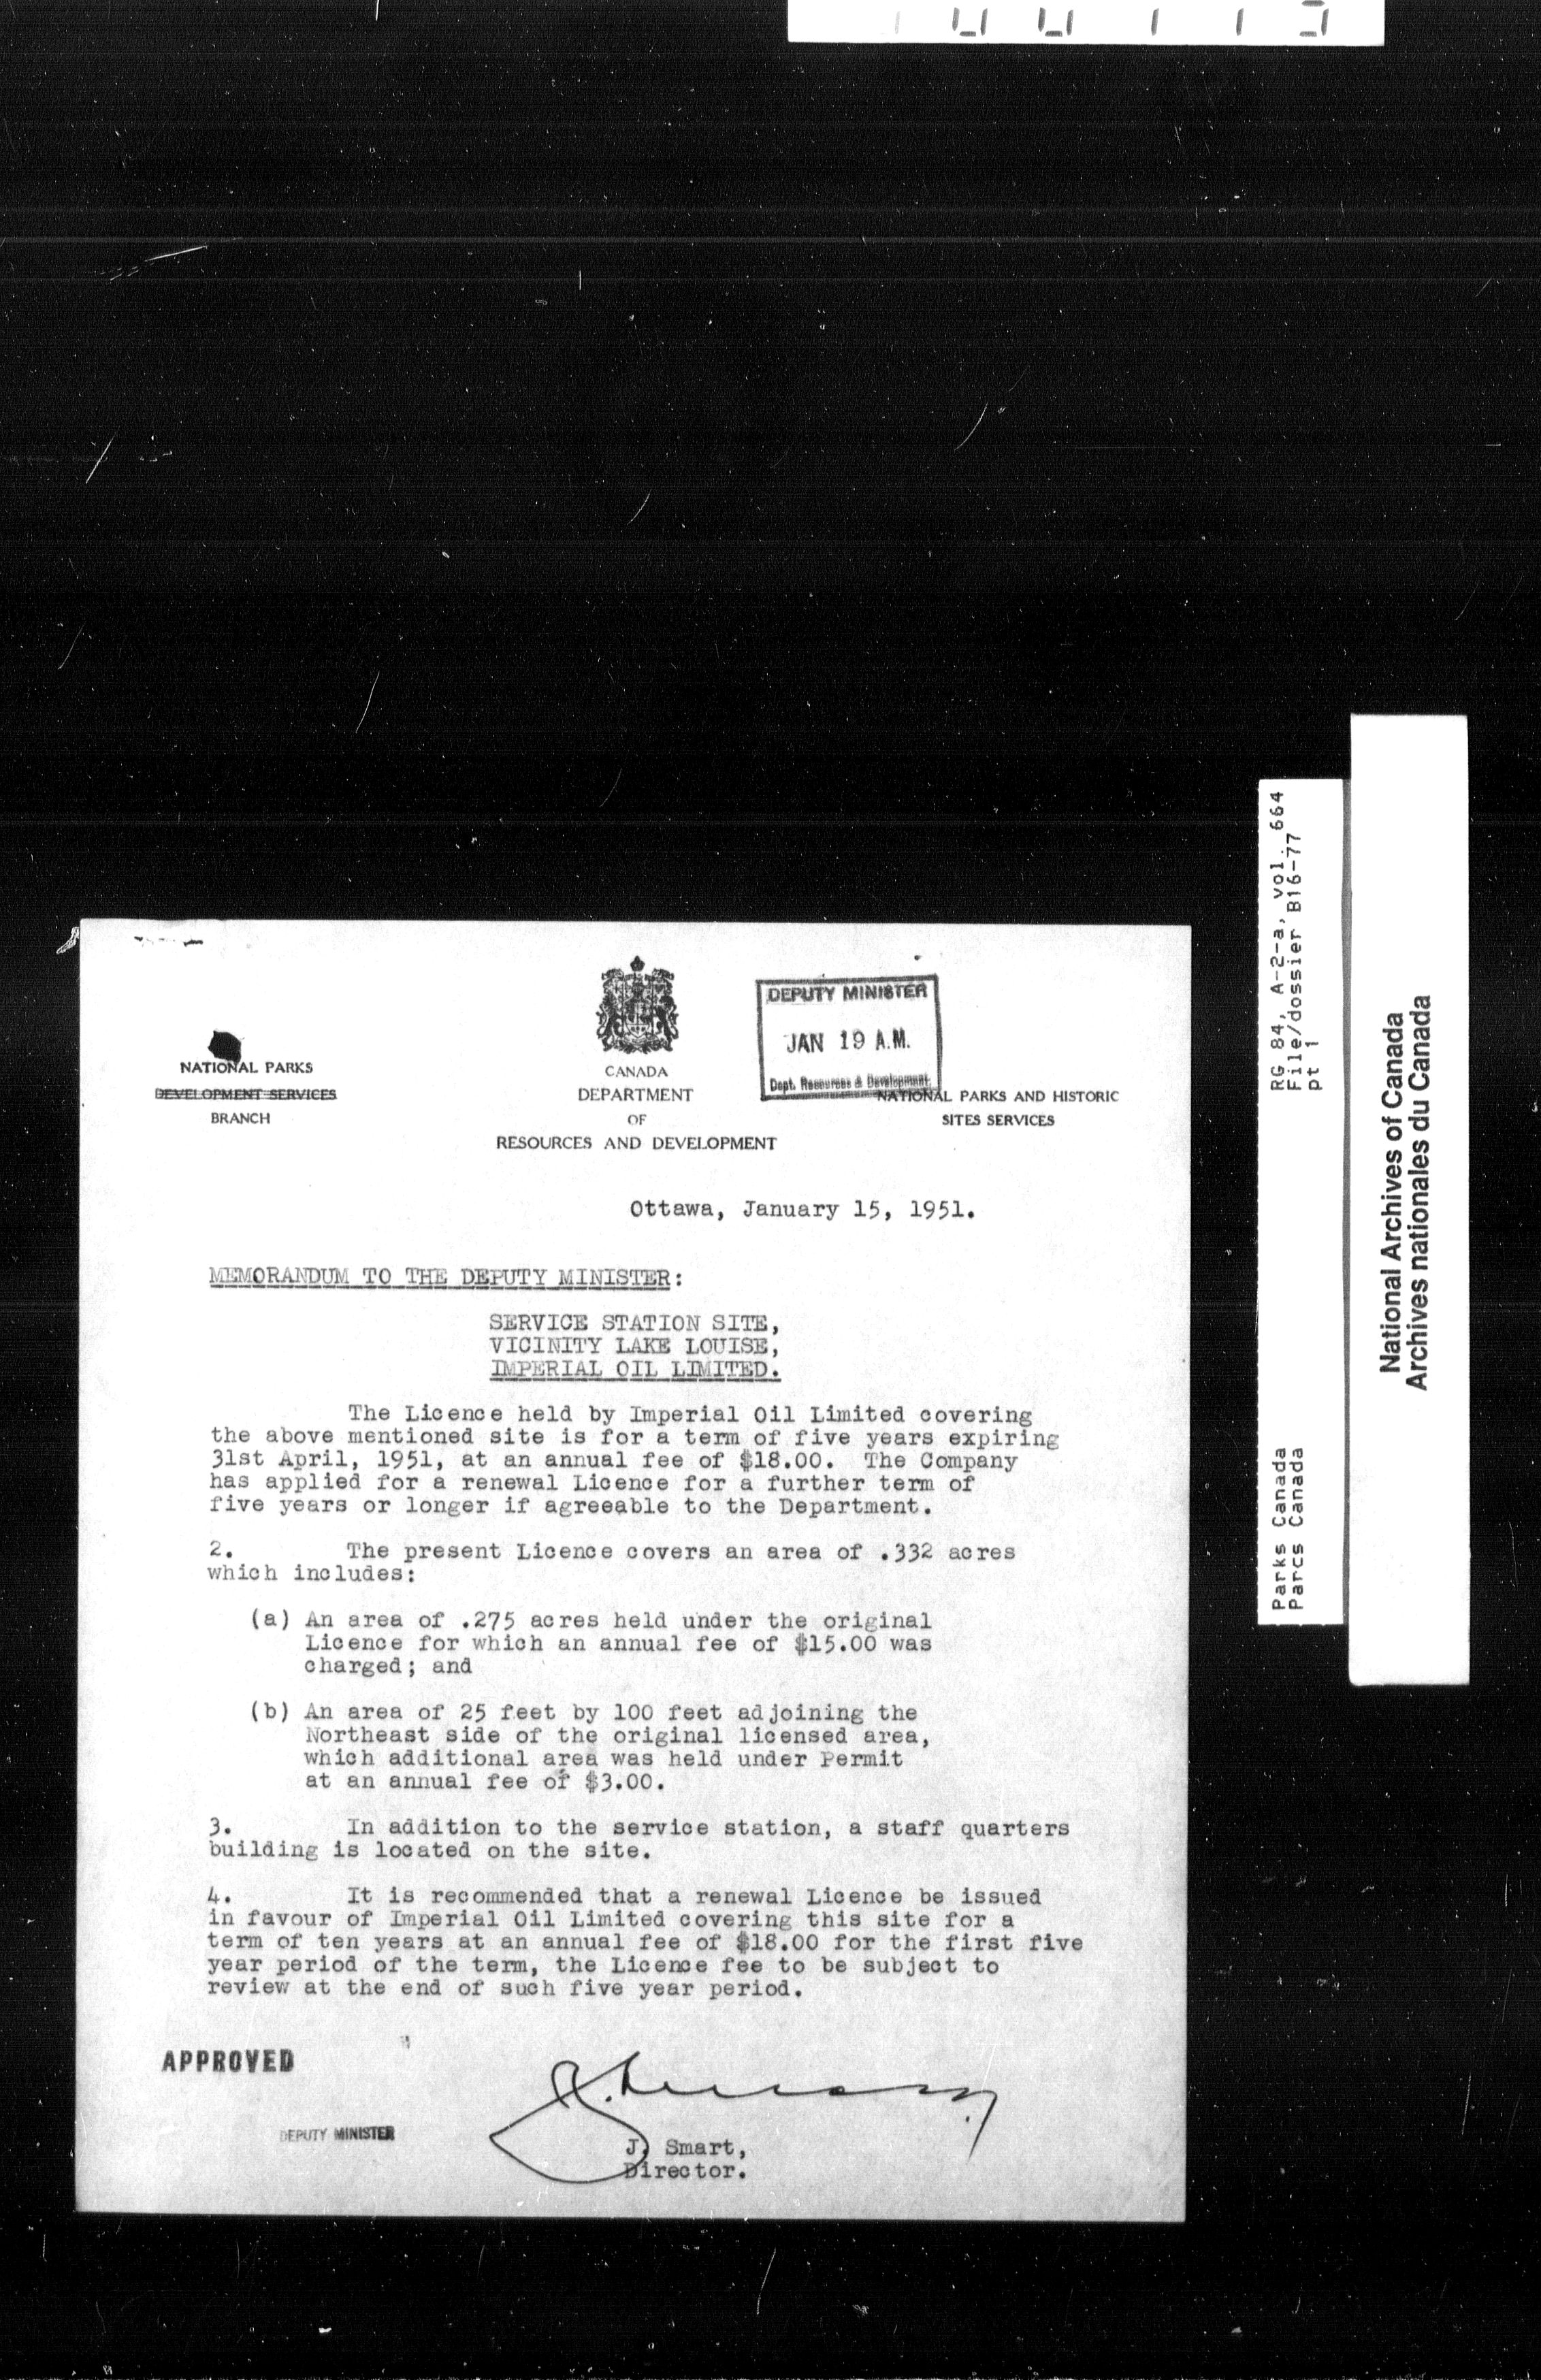 DEPUTY MINISTER
JAN 19 A.M.
Dept. Resources & Development
NATIONAL PARKS
DEVELOPMENT SERVICES
BRANCH
CANADA
DEPARTMENT
OF
RESOURCES AND DEVELOPMENT
NATIONAL PARKS AND HISTORIC
SITES SERVICES
Ottawa, January 15, 1951.
MEMORANDUM TO THE DEPUTY MINISTER:
SERVICE STATION SITE,
VICINITY LAKE LOUISE,
IMPERIAL OIL LIMITED.
The Licence held by Imperial Oil Limited covering
the above mentioned site is for a term of five years expiring
31st April, 1951, at an annual fee of $18.00. The Company
has applied for a renewal Licence for a further term of
five years or longer if agreeable to the Department.
2. The present Licence covers an area of .332 acres
which includes:
(a) An area of .275 acres held under the original
Licence for which an annual fee of $15.00 was
charged; and
(b) An area of 25 feet by 100 feet adjoining the
Northeast side of the original licensed area,
which additional area was held under Permit
at an annual fee of $3.00.
3. In addition to the service station, a staff quarters
building is located on the site.
4. It is recommended that a renewal Licence be issued
in favour of Imperial Oil Limited covering this site for a
term of ten years at an annual fee of $18.00 for the first five
year period of the term, the Licence fee to be subject to
review at the end of such five year period.
APPROVED
DEPUTY MINISTER
J. Smart,
Director.
RG 84, A-2-a, vol. 664
File/dossier B16-77
pt 1
Parks Canada
Parcs Canada
National Archives of Canada
Archives nationales du Canada